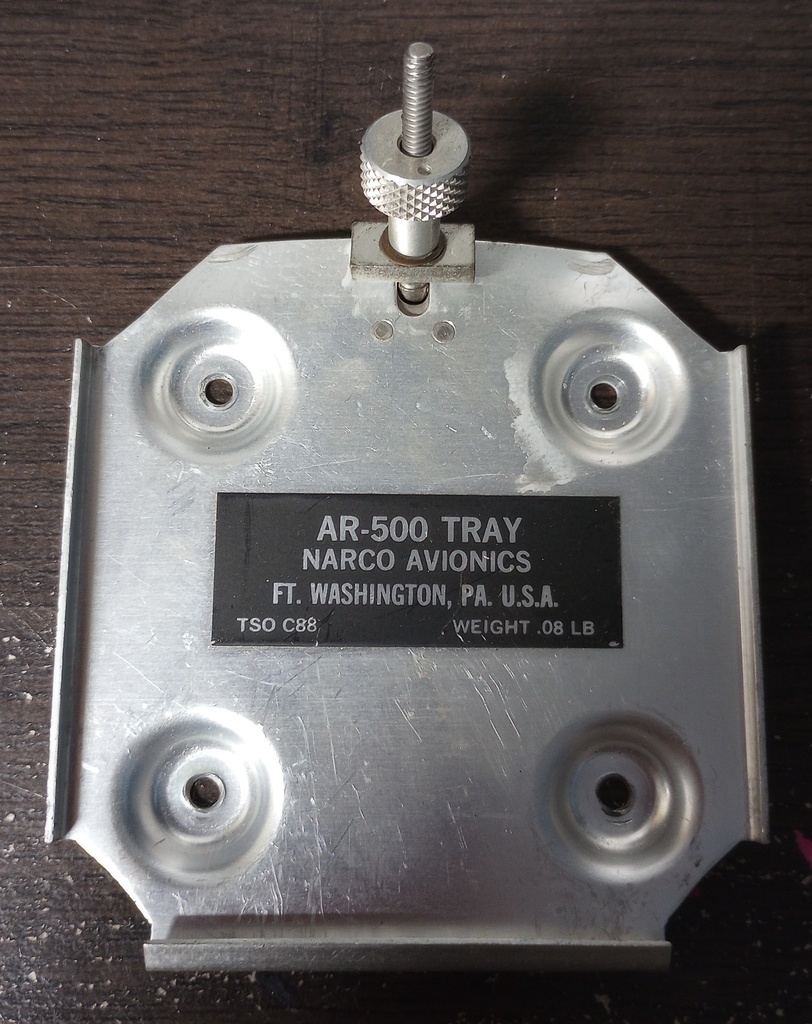 AR-500 TRAY
NARCO AVIONICS
FT. WASHINGTON, PA. U.S.A.
TSO C88 WEIGHT .08 LB